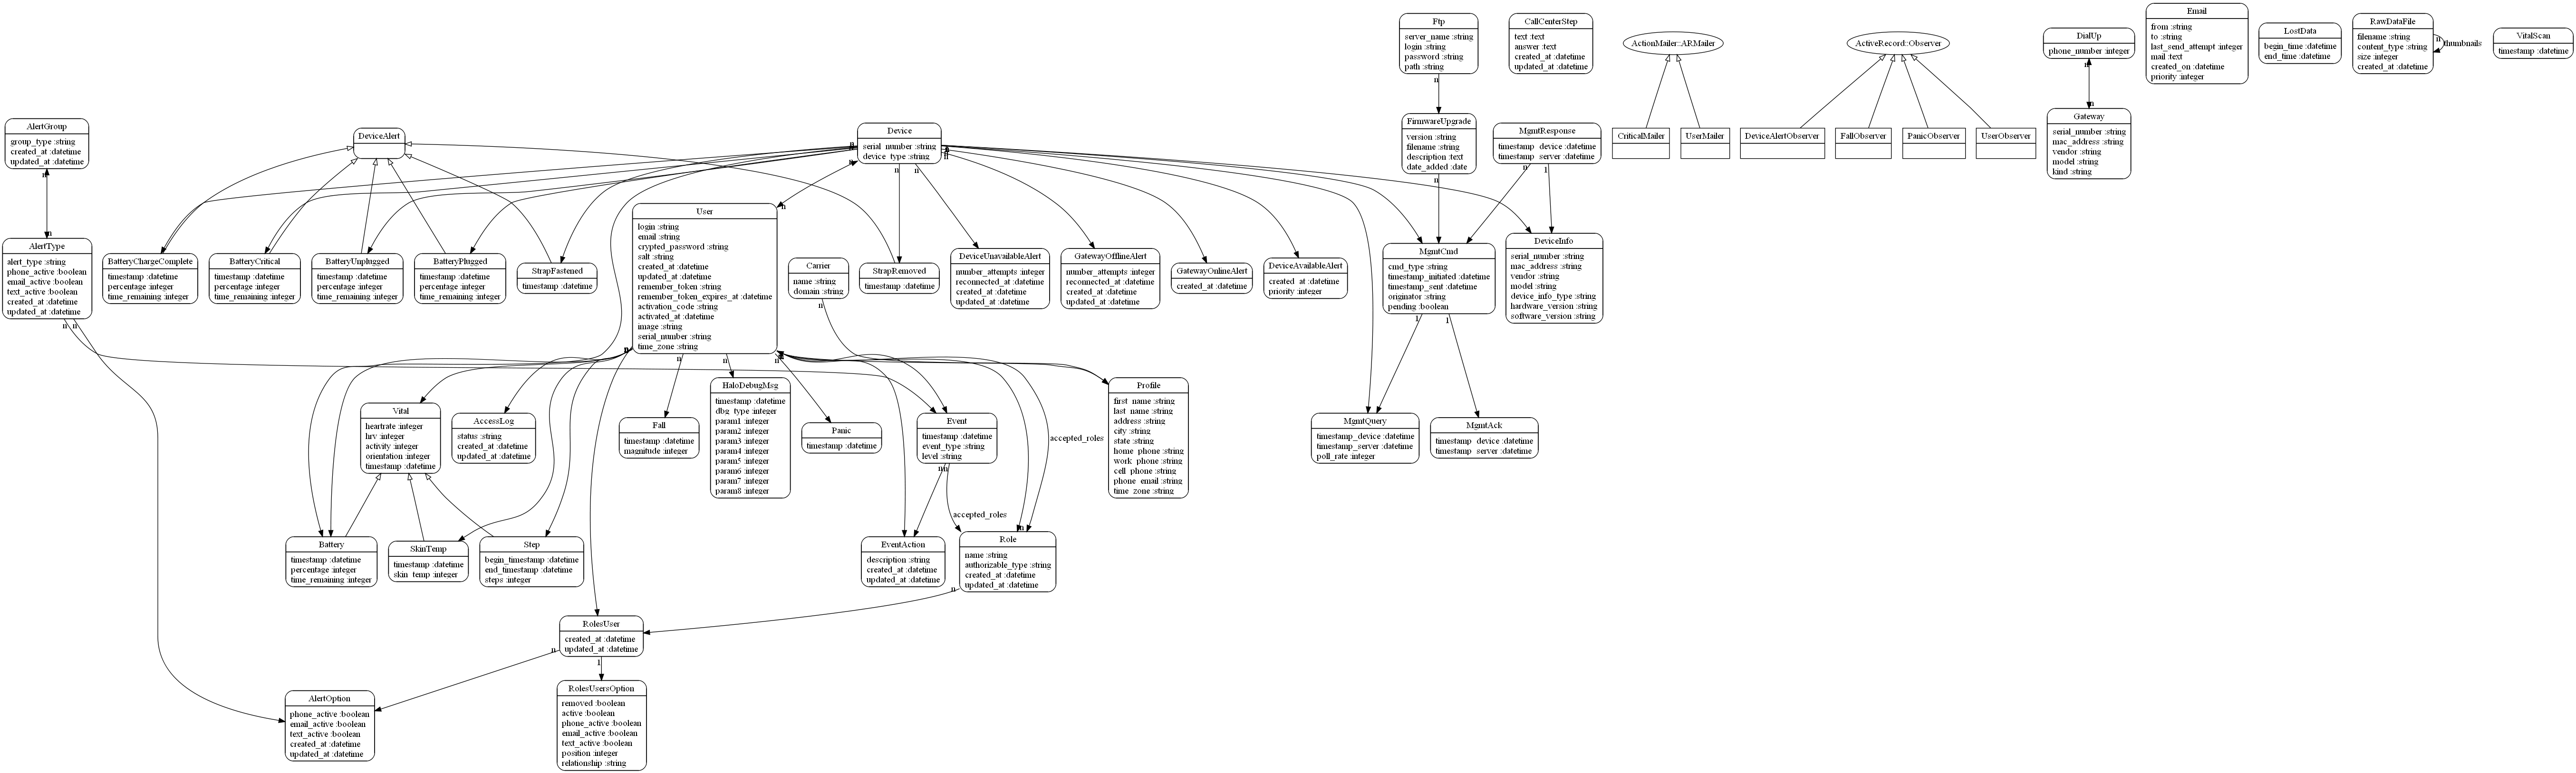 Ftp
server_name :string
login :string
password :string
path :string
CallCenterStep
text :text
answer :text
created_at :datetime
updated_at :datetime
ActionMailer::ARMailer
ActiveRecord::Observer
DialUp
phone_number :integer
Email
from :string
to :string
last_send_attempt :integer
mail :text
created_on :datetime
priority :integer
LostData
begin_time :datetime
end_time :datetime
RawDataFile
filename :string
content_type :string
size :integer
created_at :datetime
n
thumbnails
VitalScan
timestamp :datetime
n
n
n
AlertGroup
group_type :string
created_at :datetime
updated_at :datetime
DeviceAlert
Device
serial_number :string
device_type :string
FirmwareUpgrade
version :string
filename :string
description :text
date_added :date
MgmtResponse
timestamp_device :datetime
timestamp_server :datetime
CriticalMailer
UserMailer
DeviceAlertObserver
FallObserver
PanicObserver
UserObserver
Gateway
serial_number :string
mac_address :string
vendor :string
model :string
kind :string
n
n
n
n
n
n
n
n
n
1
AlertType
alert_type :string
phone_active :boolean
email_active :boolean
text_active :boolean
created_at :datetime
updated_at :datetime
BatteryChargeComplete
timestamp :datetime
percentage :integer
time_remaining :integer
BatteryCritical
timestamp :datetime
percentage :integer
time_remaining :integer
BatteryUnplugged
timestamp :datetime
percentage :integer
time_remaining :integer
BatteryPlugged
timestamp :datetime
percentage :integer
time_remaining :integer
StrapFastened
timestamp :datetime
User
login :string
email :string
crypted_password :string
salt :string
created_at :datetime
updated_at :datetime
remember_token :string
remember_token_expires_at :datetime
activation_code :string
activated_at :datetime
image :string
serial_number :string
time_zone :string
Carrier
name :string
domain :string
StrapRemoved
timestamp :datetime
DeviceUnavailableAlert
number_attempts :integer
reconnected_at :datetime
created_at :datetime
updated_at :datetime
GatewayOfflineAlert
number_attempts :integer
reconnected_at :datetime
created_at :datetime
updated_at :datetime
GatewayOnlineAlert
created_at :datetime
DeviceAvailableAlert
created_at :datetime
priority :integer
MgmtCmd
cmd_type :string
timestamp_initiated :datetime
timestamp_sent :datetime
originator :string
pending :boolean
DeviceInfo
serial_number :string
mac_address :string
vendor :string
model :string
device_info_type :string
hardware_version :string
software_version :string
n
n
n
n
n
n
1
1
Vital
heartrate :integer
hrv :integer
activity :integer
orientation :integer
timestamp :datetime
AccessLog
status :string
created_at :datetime
updated_at :datetime
Fall
timestamp :datetime
magnitude :integer
HaloDebugMsg
timestamp :datetime
dbg_type :integer
param1 :integer
param2 :integer
param3 :integer
param4 :integer
param5 :integer
param6 :integer
param7 :integer
param8 :integer
Panic
timestamp :datetime
Event
timestamp :datetime
event_type :string
level :string
accepted_roles
Profile
first_name :string
last_name :string
address :string
city :string
state :string
home_phone :string
work_phone :string
cell_phone :string
phone_email :string
time_zone :string
MgmtQuery
timestamp_device :datetime
timestamp_server :datetime
poll_rate :integer
MgmtAck
timestamp_device :datetime
timestamp_server :datetime
n
n
accepted_roles
n
Battery
timestamp :datetime
percentage :integer
time_remaining :integer
SkinTemp
timestamp :datetime
skin_temp :integer
Step
begin_timestamp :datetime
end_timestamp :datetime
steps :integer
EventAction
description :string
created_at :datetime
updated_at :datetime
Role
name :string
authorizable_type :string
created_at :datetime
updated_at :datetime
n
RolesUser
created_at :datetime
updated_at :datetime
n
1
AlertOption
phone_active :boolean
email_active :boolean
text_active :boolean
created_at :datetime
updated_at :datetime
RolesUsersOption
removed :boolean
active :boolean
phone_active :boolean
email_active :boolean
text_active :boolean
position :integer
relationship :string